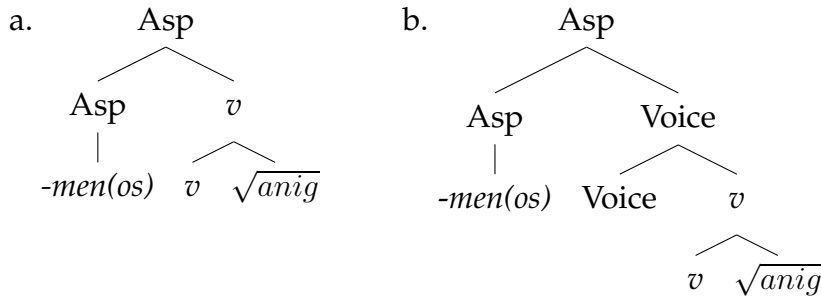 a. Asp b. Asp
Asp v Asp Voice
-men(os) v √anig -men(os) Voice v
v √anig